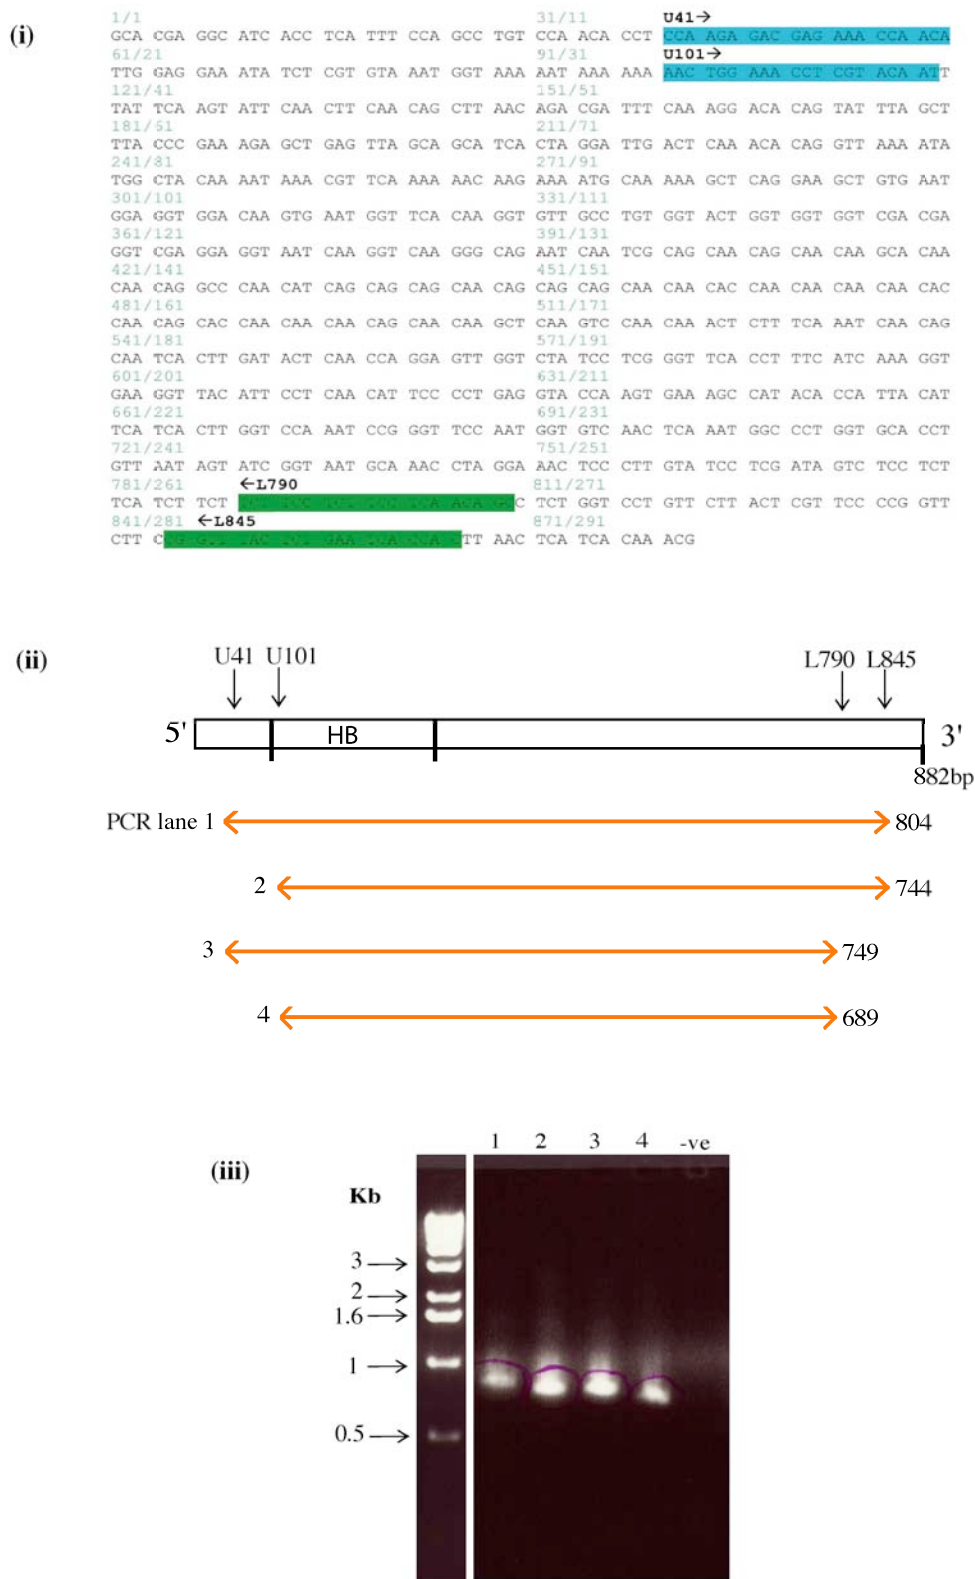 (i)
1/1 31/11 U41→
GCA CGA GGC ATC ACC TCA TTT CCA GCC TGT CCA ACA CCT CCA AGA GAC GAG AAA CCA ACA
61/21 91/31 U101→
TTG GAG GAA ATA TCT CGT GTA AAT GGT AAA AAT AAA AAA AAC TGG AAA CCT CGT ACA ATT
121/41 151/51
TAT TCA AGT ATT CAA CTT CAA CAG CTT AAC AGA CGA TTT CAA AGG ACA CAG TAT TTA GCT
181/61 211/71
TTA CCC GAA AGA GCT GAG TTA GCA GCA TCA CTA GGA TTG ACT CAA ACA CAG GTT AAA ATA
241/81 271/91
TGG CTA CAA AAT AAA CGT TCA AAA AAC AAG AAA ATG CAA AAA GCT CAG GAA GCT GTG AAT
301/101 331/111
GGA GGT GGA CAA GTG AAT GGT TCA CAA GGT GTT GCC TGT GGT ACT GGT GGT GGT CGA CGA
361/121 391/131
GGT CGA GGA GGT AAT CAA GGT CAA GGG CAG AAT CAA TCG CAG CAA CAG CAA CAA GCA CAA
421/141 451/151
CAA CAG GCC CAA CAT CAG CAG CAG CAA CAG CAG CAG CAA CAA CAC CAA CAA CAA CAA CAC
481/161 511/171
CAA CAG CAC CAA CAA CAA CAG CAA CAA GCT CAA GTC CAA CAA ACT CTT TCA AAT CAA CAG
541/181 571/191
CAA TCA CTT GAT ACT CAA CCA GGA GTT GGT CTA TCC TCG GGT TCA CCT TTC ATC AAA GGT
601/201 631/211
GAA GGT TAC ATT CCT CAA CAT TCC CCT GAG GTA CCA AGT GAA AGC CAT ACA CCA TTA CAT
661/221 691/231
TCA TCA CTT GGT CCA AAT CCG GGT TCC AAT GGT GTC AAC TCA AAT GGC CCT GGT GCA CCT
721/241 751/251
GTT AAT AGT ATC GGT AAT GCA AAC CTA GGA AAC TCC CTT GTA TCC TCG ATA GTC TCC TCT
781/261 ←L790 811/271
TCA TCT TCT C TCT GGT CCT GTT CTT ACT CGT TCC CCG GTT
841/281 ←L845 871/291
CTT C TT AAC TCA TCA CAA ACG
(ii)
U41 U101 L790 L845
5' HB 3'
882bp
PCR lane 1 804
2 744
3 749
4 689
(iii)
1 2 3 4 -ve
Kb
3
2
1.6
1
0.5